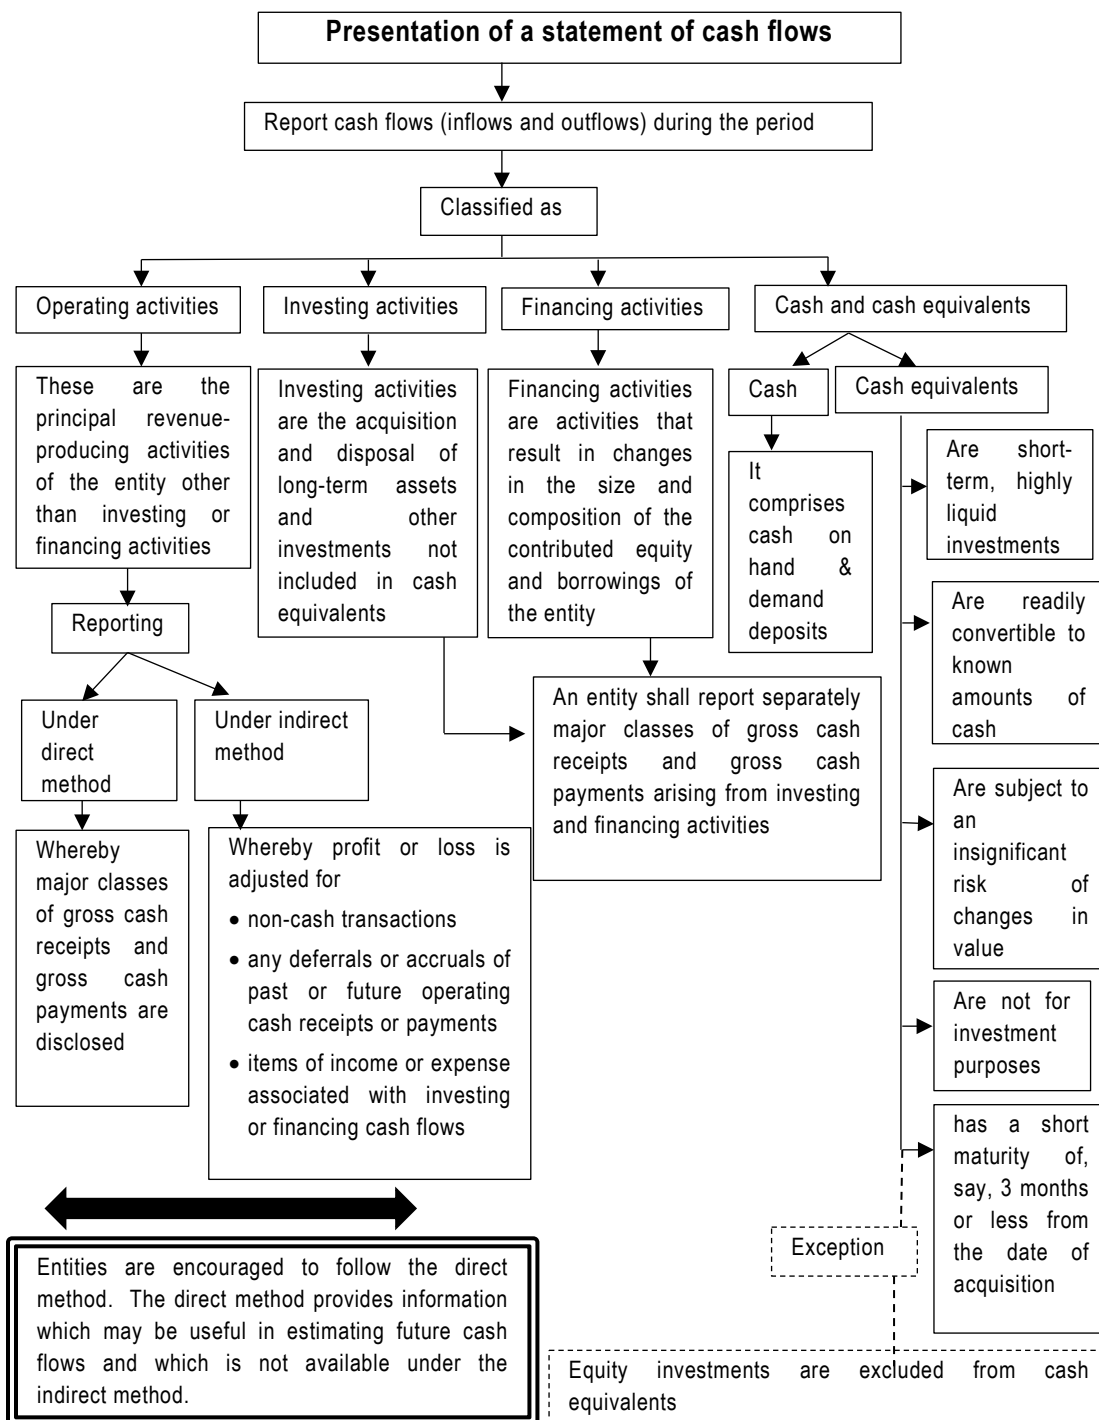 Presentation of a statement of cash flows
Report cash flows (inflows and outflows) during the period
Classified as
Operating activities
Investing activities
Financing activities
Cash and cash equivalents
These are the
principal revenue-
producing activities
of the entity other
than investing or
financing activities
Investing activities
are the acquisition
and disposal of
long-term assets
and other
investments not
included in cash
equivalents
Financing activities
are activities that
result in changes
in the size and
composition of the
contributed equity
and borrowings of
the entity
Cash
Cash equivalents
It
comprises
cash on
hand &
demand
deposits
Are short-
term, highly
liquid
investments
Are readily
convertible to
known
amounts of
cash
Are subject to
an
insignificant
risk of
changes in
value
Are not for
investment
purposes
has a short
maturity of,
say, 3 months
or less from
the date of
acquisition
Reporting
Under
direct
method
Under indirect
method
An entity shall report separately
major classes of gross cash
receipts and gross cash
payments arising from investing
and financing activities
Whereby
major classes
of gross cash
receipts and
gross cash
payments are
disclosed
Whereby profit or loss is
adjusted for
• non-cash transactions
• any deferrals or accruals of
past or future operating
cash receipts or payments
• items of income or expense
associated with investing
or financing cash flows
Exception
Entities are encouraged to follow the direct
method. The direct method provides information
which may be useful in estimating future cash
flows and which is not available under the
indirect method.
Equity investments are excluded from cash
equivalents